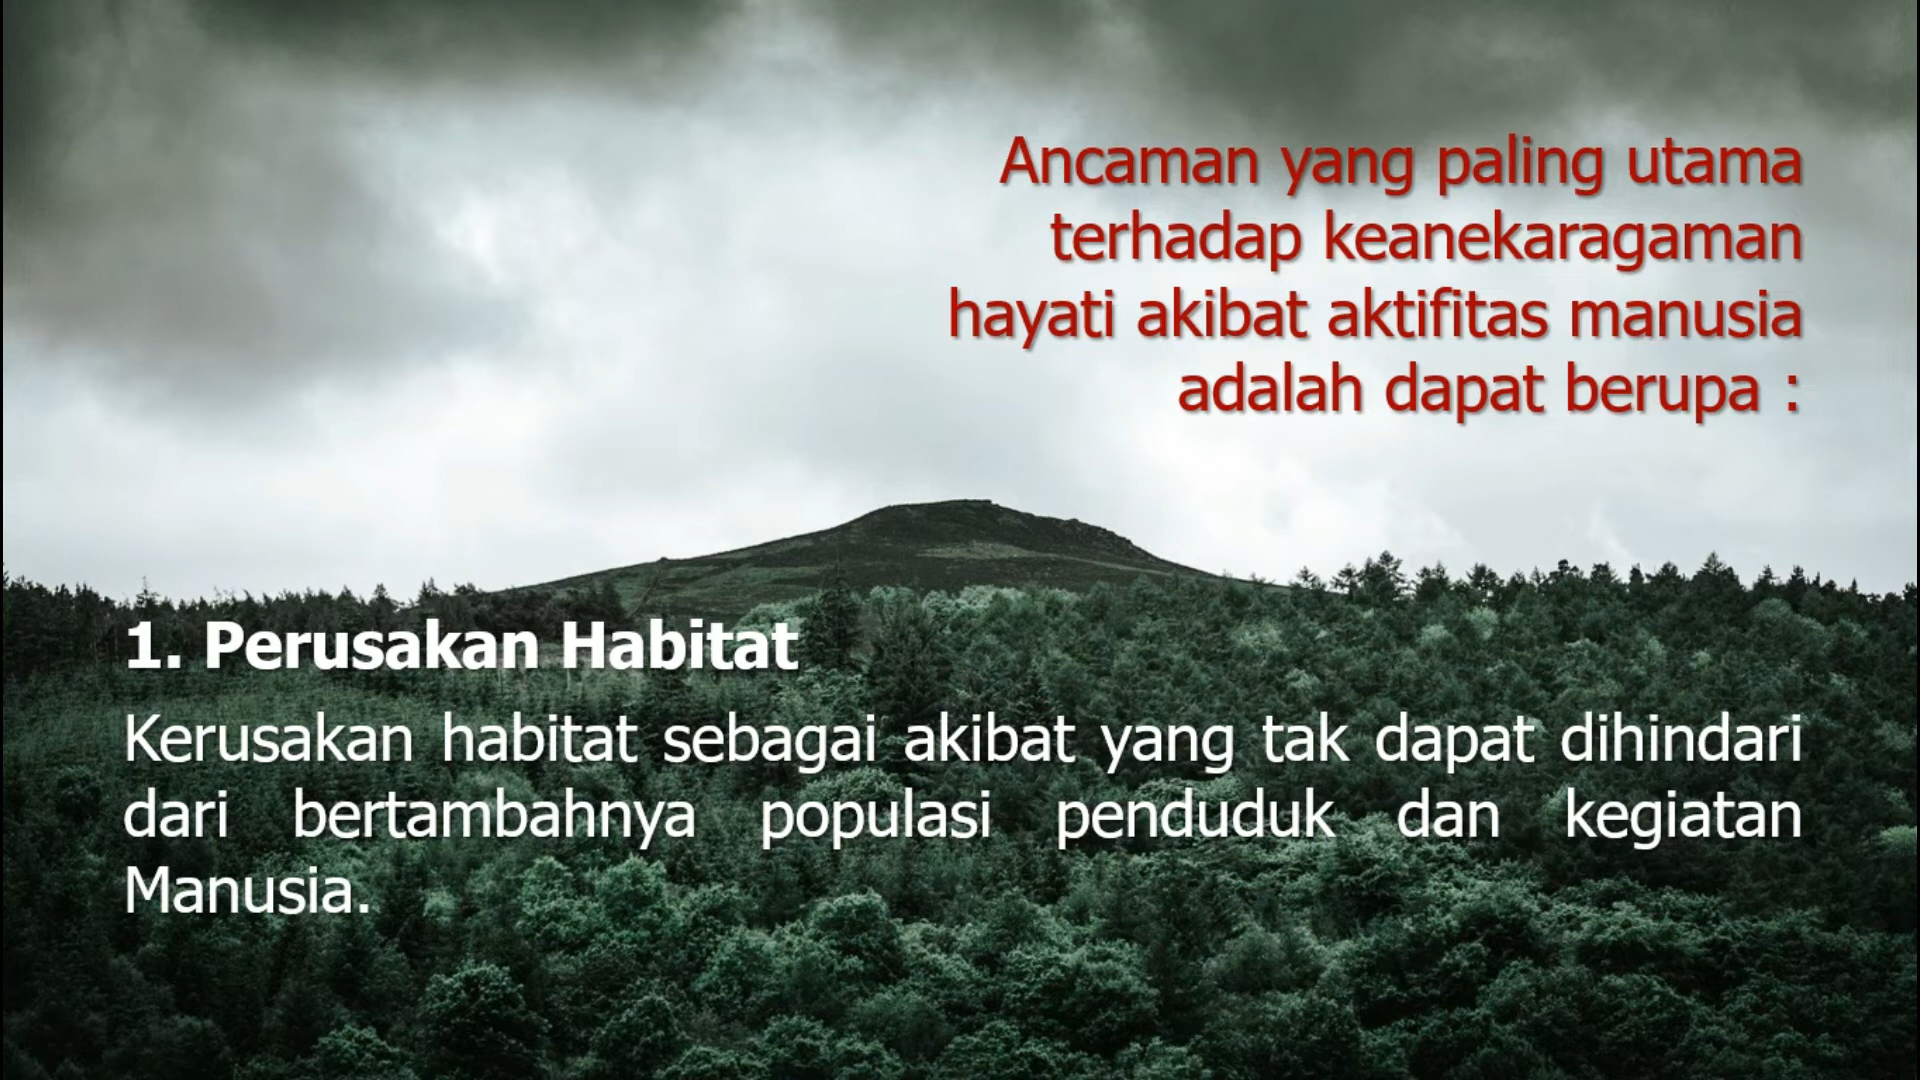 Ancaman yang paling utama
terhadap keanekaragaman
hayati akibat aktifitas manusia
adalah dapat berupa :
1. Perusakan Habitat
Kerusakan habitat sebagai akibat yang tak dapat dihindari
dari bertambahnya populasi penduduk dan kegiatan
Manusia.